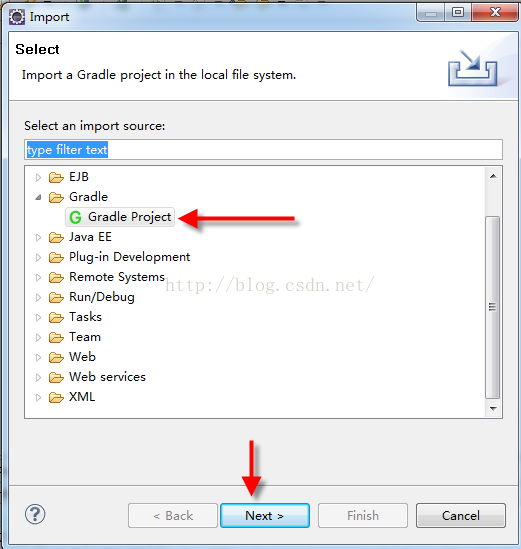 Import
Select
Import a Gradle project in the local file system.
Select an import source:
type filter text
EJB
Gradle
G Gradle Project
Java EE
Plug-in Development
Remote Systems
http://blog.csdn.net/
Run/Debug
Tasks
Team
Web
Web services
XML
?
< Back
Next >
Finish
Cancel